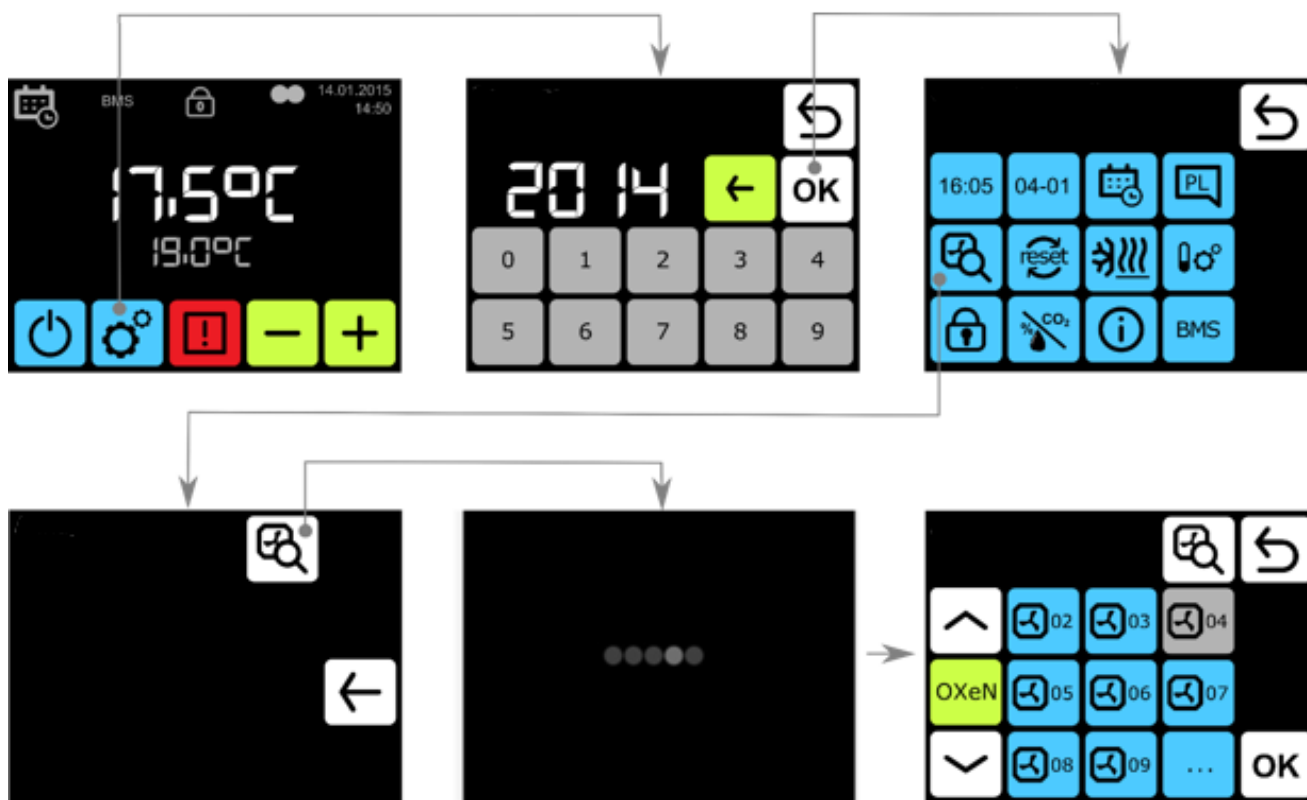 BMS
0
14.01.2015
14:50
17.5°C
19.0°C
2014
OK
0 1 2 3 4
5 6 7 8 9
16:05 04-01 PL
reset
% CO₂ BMS
02 03 04
OXeN 05 06 07
08 09 ... OK